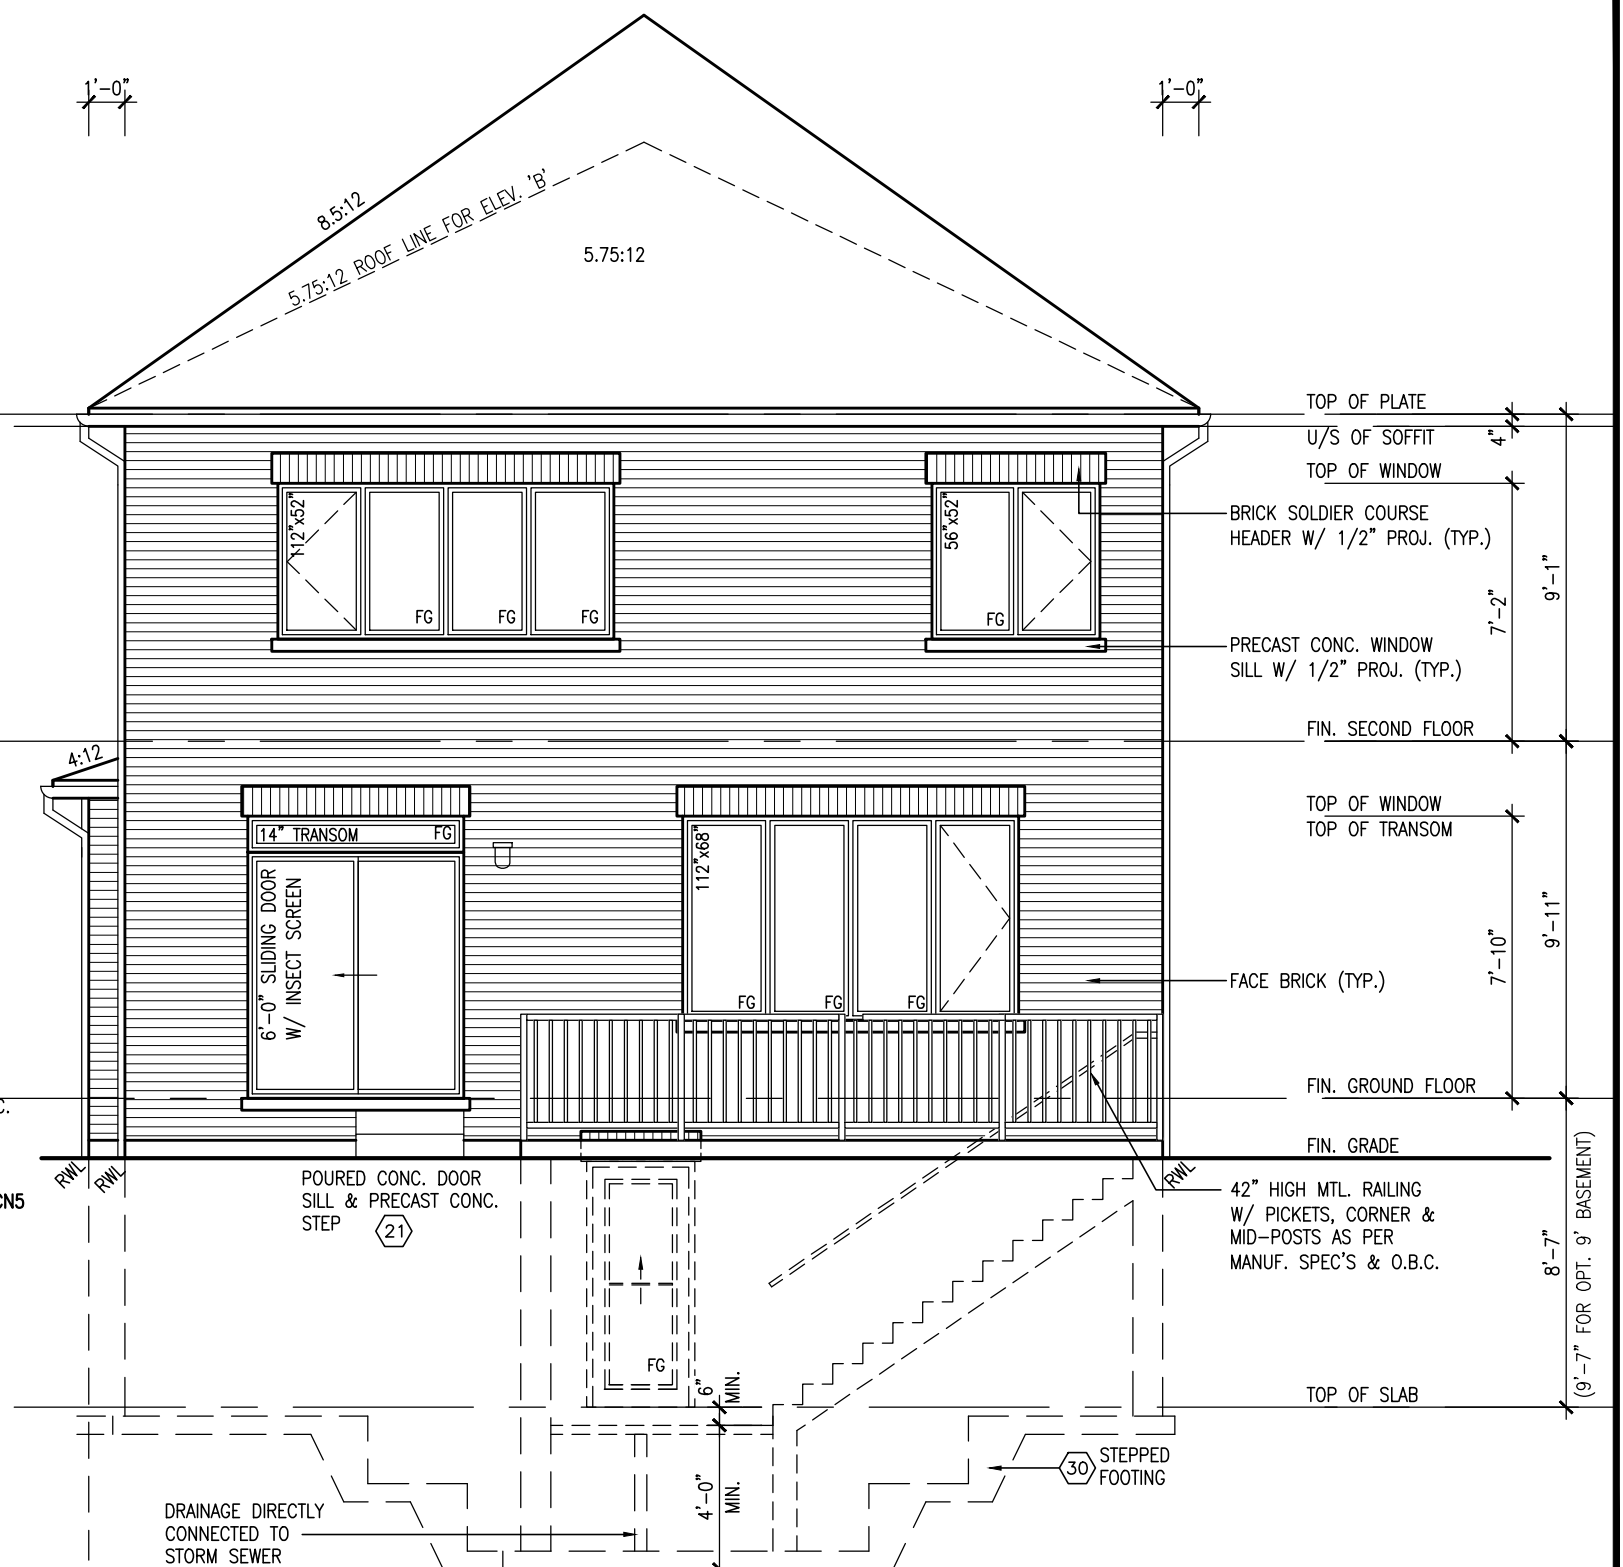 1'-0"
1'-0"
8.5:12
5.75:12 ROOF LINE FOR ELEV. 'B'
5.75:12
TOP OF PLATE
U/S OF SOFFIT
4"
TOP OF WINDOW
112"x52"
FG
FG
FG
56"x52"
FG
BRICK SOLDIER COURSE
HEADER W/ 1/2" PROJ. (TYP.)
7'-2"
9'-1"
PRECAST CONC. WINDOW
SILL W/ 1/2" PROJ. (TYP.)
FIN. SECOND FLOOR
4:12
TOP OF WINDOW
TOP OF TRANSOM
14" TRANSOM
FG
6'-0" SLIDING DOOR
W/ INSECT SCREEN
112"x68"
FG
FG
FG
FACE BRICK (TYP.)
7'-10"
9'-11"
FIN. GROUND FLOOR
C.
FIN. GRADE
RWL
RWL
RWL
CN5
POURED CONC. DOOR
SILL & PRECAST CONC.
STEP
21
42" HIGH MTL. RAILING
W/ PICKETS, CORNER &
MID-POSTS AS PER
MANUF. SPEC'S & O.B.C.
8'-7"
(9'-7" FOR OPT. 9' BASEMENT)
FG
6"
MIN.
TOP OF SLAB
30
STEPPED
FOOTING
4'-0"
MIN.
DRAINAGE DIRECTLY
CONNECTED TO
STORM SEWER